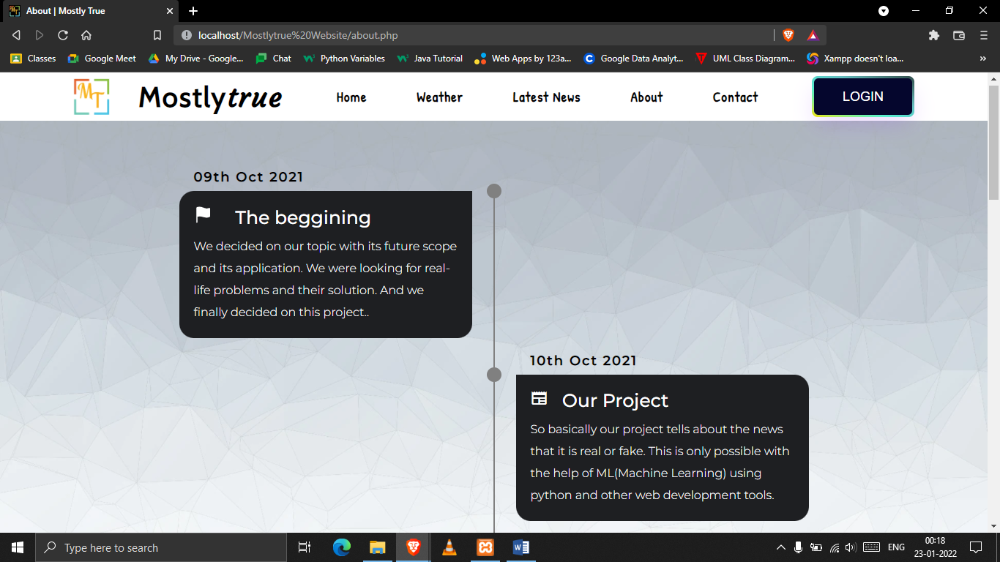 About | Mostly True
localhost/Mostlytrue%20Website/about.php
Classes Google Meet My Drive - Google... Chat Python Variables Java Tutorial Web Apps by 123a... Google Data Analyt... UML Class Diagram... Xampp doesn't loa... »
MT Mostlytrue Home Weather Latest News About Contact LOGIN
09th Oct 2021
The beggining
We decided on our topic with its future scope
and its application. We were looking for real-
life problems and their solution. And we
finally decided on this project..
10th Oct 2021
Our Project
So basically our project tells about the news
that it is real or fake. This is only possible with
the help of ML(Machine Learning) using
python and other web development tools.
Type here to search
ENG
00:18
23-01-2022